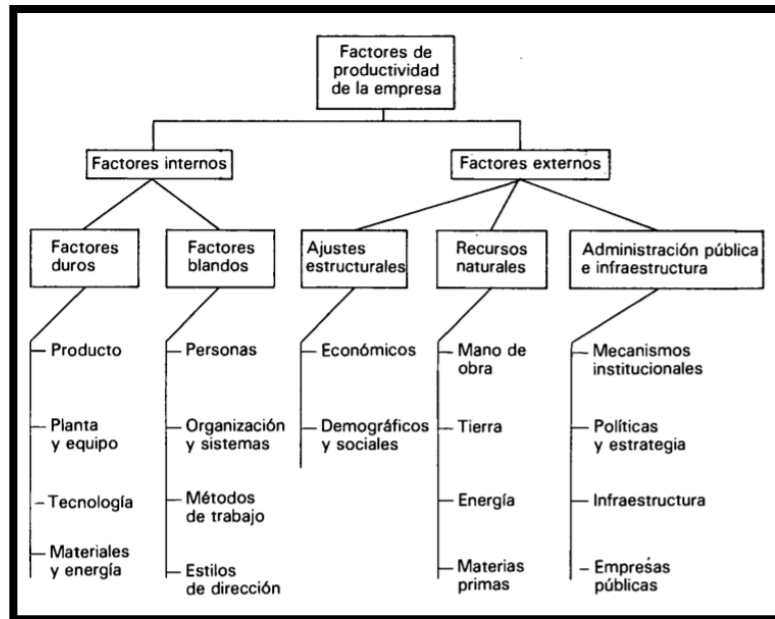 Factores de
productividad
de la empresa
Factores internos
Factores externos
Factores
duros
Factores
blandos
Ajustes
estructurales
Recursos
naturales
Administración pública
e infraestructura
Producto
Planta
y equipo
Tecnología
Materiales
y energía
Personas
Organización
y sistemas
Métodos
de trabajo
Estilos
de dirección
Económicos
Demográficos
y sociales
Mano de
obra
Tierra
Energía
Materias
primas
Mecanismos
institucionales
Políticas
y estrategia
Infraestructura
Empresas
públicas